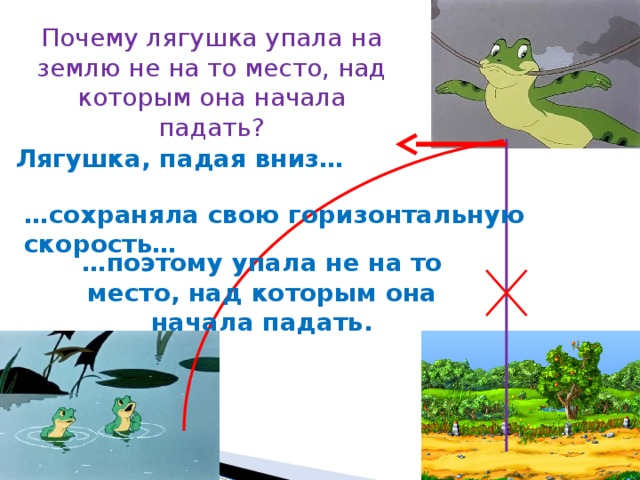 Почему лягушка упала на
землю не на то место, над
которым она начала
падать?
Лягушка, падая вниз…
…сохраняла свою горизонтальную
скорость…
…поэтому упала не на то
место, над которым она
начала падать.